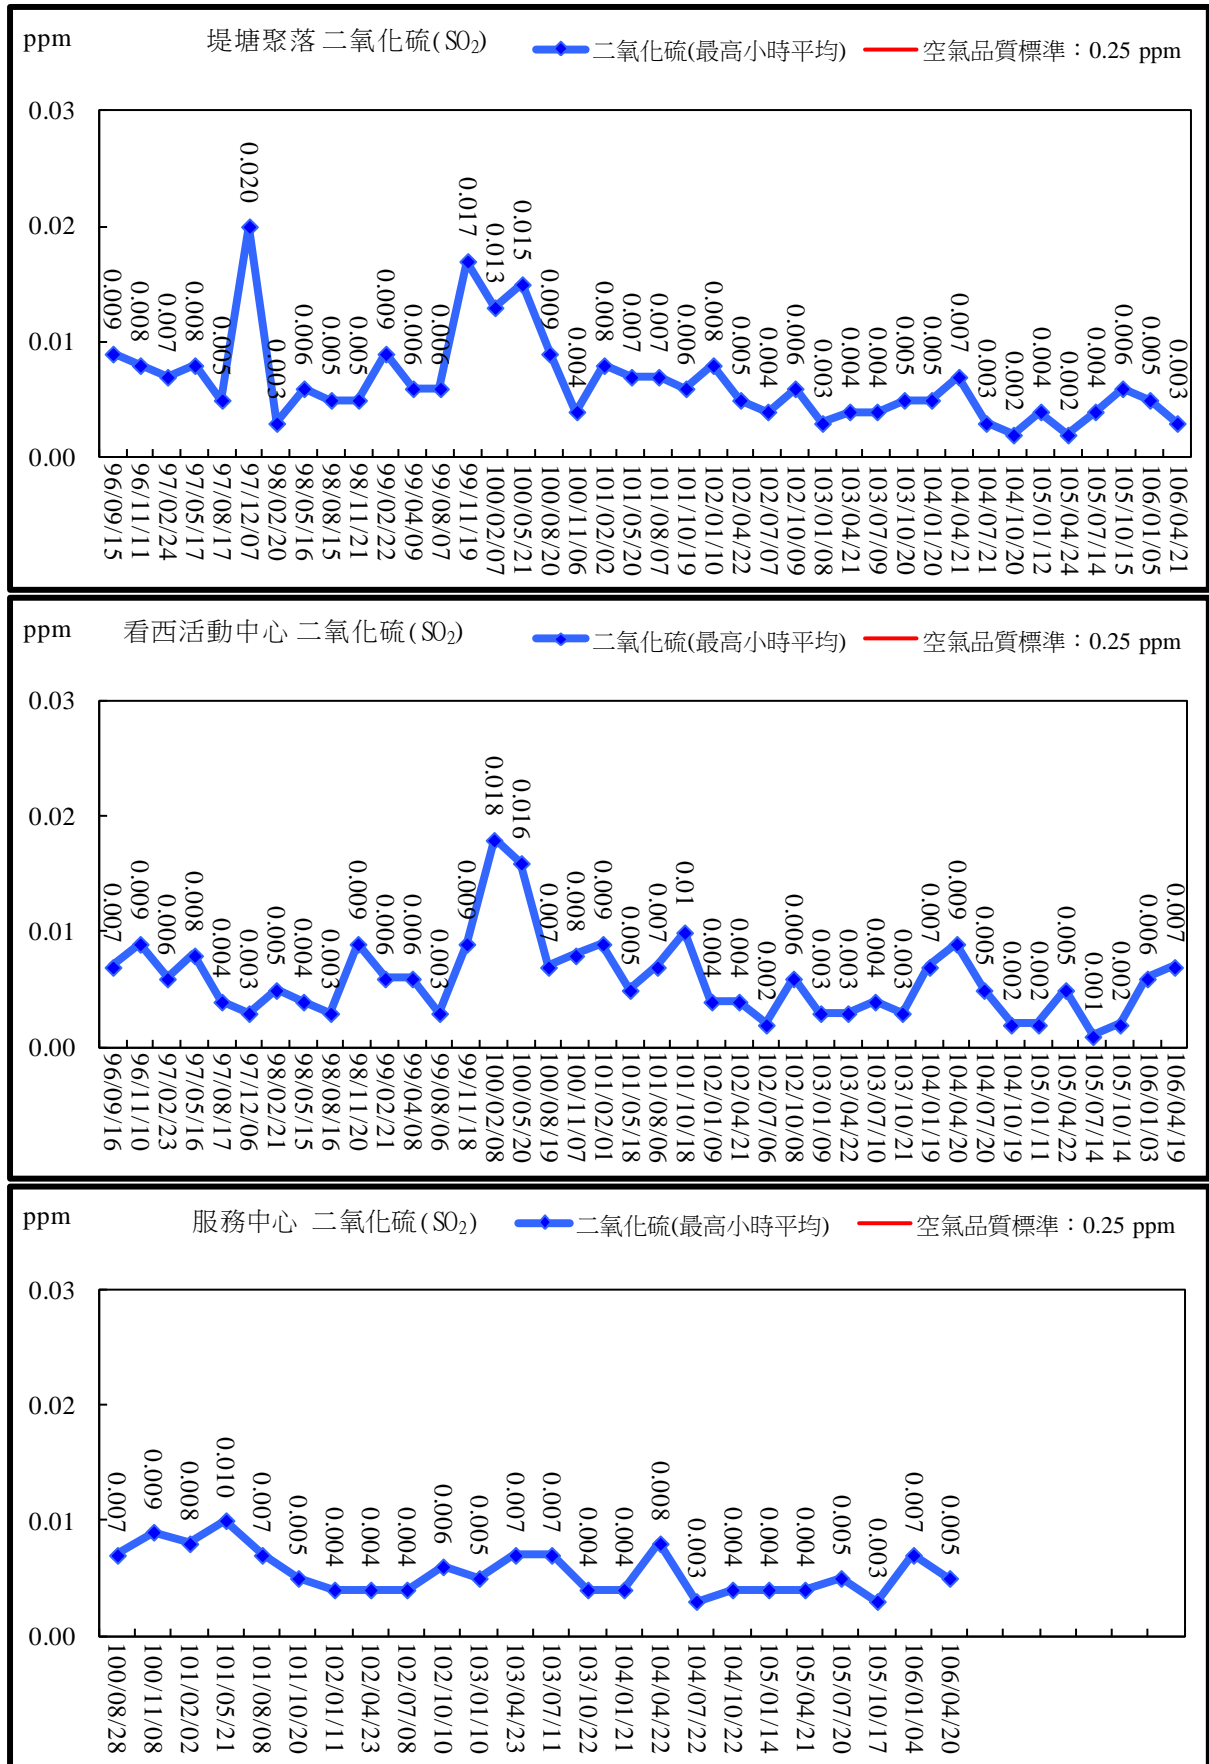 ppm 堤塘聚落 二氧化硫(SO₂) 二氧化硫(最高小時平均) 空氣品質標準：0.25 ppm
0.03
0.02
0.01
0.00
0.009 0.008 0.007 0.008 0.005 0.020 0.003 0.006 0.005 0.005 0.009 0.006 0.006 0.017 0.013 0.015 0.009 0.004 0.008 0.007 0.007 0.006 0.008 0.005 0.004 0.006 0.003 0.004 0.004 0.005 0.005 0.007 0.003 0.002 0.004 0.002 0.004 0.006 0.005 0.003
96/09/15 96/11/11 97/02/24 97/05/17 97/08/17 97/12/07 98/02/20 98/05/16 98/08/15 98/11/21 99/02/22 99/04/09 99/08/07 99/11/19 100/02/07 100/05/21 100/08/20 100/11/06 101/02/02 101/05/20 101/08/07 101/10/19 102/01/10 102/04/22 102/07/07 102/10/09 103/01/08 103/04/21 103/07/09 103/10/20 104/01/20 104/04/21 104/07/21 104/10/20 105/01/12 105/04/24 105/07/14 105/10/15 106/01/05 106/04/21
ppm 看西活動中心 二氧化硫(SO₂) 二氧化硫(最高小時平均) 空氣品質標準：0.25 ppm
0.03
0.02
0.01
0.00
0.007 0.009 0.006 0.008 0.004 0.003 0.005 0.004 0.003 0.009 0.006 0.006 0.003 0.009 0.018 0.016 0.007 0.008 0.009 0.005 0.007 0.01 0.004 0.004 0.002 0.006 0.003 0.003 0.004 0.003 0.007 0.009 0.005 0.002 0.002 0.005 0.001 0.002 0.006 0.007
96/09/16 96/11/10 97/02/23 97/05/16 97/08/17 97/12/06 98/02/21 98/05/15 98/08/16 98/11/20 99/02/21 99/04/08 99/08/06 99/11/18 100/02/08 100/05/20 100/08/19 100/11/07 101/02/01 101/05/18 101/08/06 101/10/18 102/01/09 102/04/21 102/07/06 102/10/08 103/01/09 103/04/22 103/07/10 103/10/21 104/01/19 104/04/20 104/07/20 104/10/19 105/01/11 105/04/22 105/07/14 105/10/14 106/01/03 106/04/19
ppm 服務中心 二氧化硫(SO₂) 二氧化硫(最高小時平均) 空氣品質標準：0.25 ppm
0.03
0.02
0.01
0.00
0.007 0.009 0.008 0.010 0.007 0.005 0.004 0.004 0.004 0.006 0.005 0.007 0.007 0.004 0.004 0.008 0.003 0.004 0.004 0.004 0.005 0.003 0.007 0.005
100/08/28 100/11/08 101/02/02 101/05/21 101/08/08 101/10/20 102/01/11 102/04/23 102/07/08 102/10/10 103/01/10 103/04/23 103/07/11 103/10/22 104/01/21 104/04/22 104/07/22 104/10/22 105/01/14 105/04/21 105/07/20 105/10/17 106/01/04 106/04/20